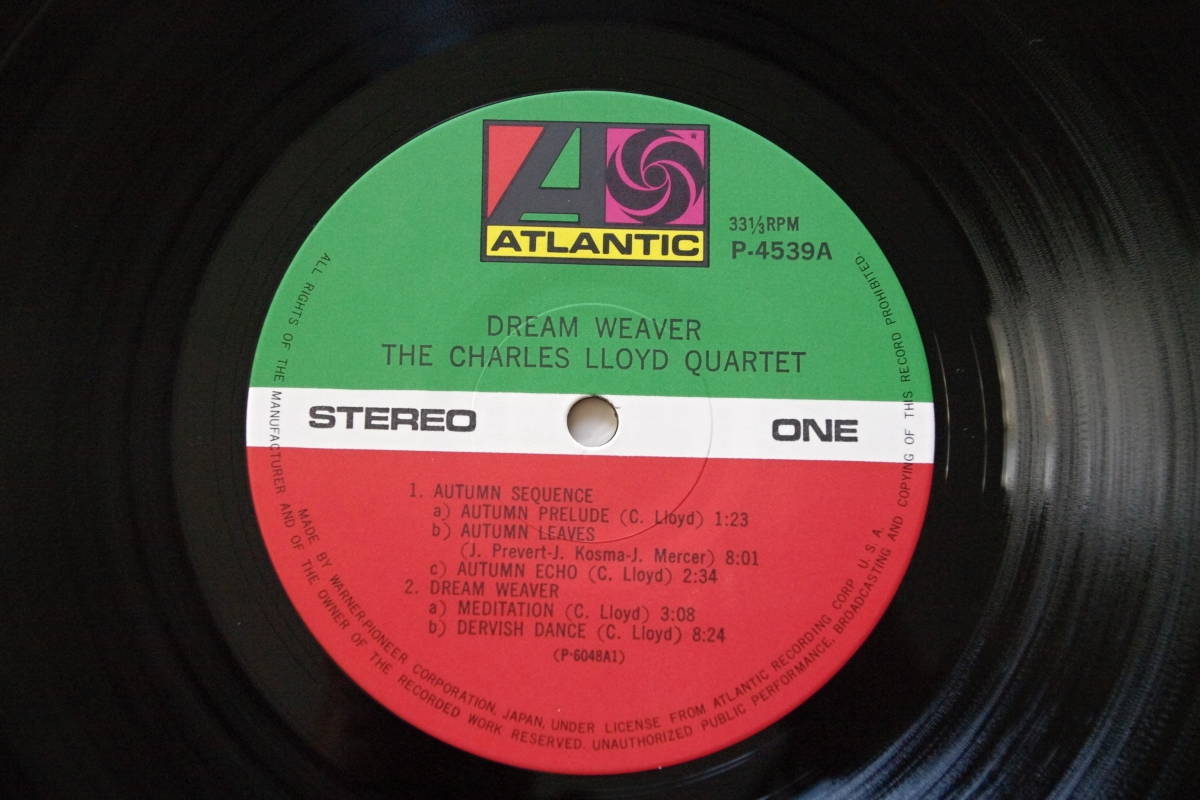 ATLANTIC
33⅓RPM
P-4539A
DREAM WEAVER
THE CHARLES LLOYD QUARTET
STEREO
ONE
1. AUTUMN SEQUENCE
a) AUTUMN PRELUDE (C. Lloyd) 1:23
b) AUTUMN LEAVES
(J. Prevert-J. Kosma-J. Mercer) 8:01
c) AUTUMN ECHO (C. Lloyd) 2:34
2. DREAM WEAVER
a) MEDITATION (C. Lloyd) 3:08
b) DERVISH DANCE (C. Lloyd) 8:24
(P-6048A1)
MADE BY WARNER-PIONEER CORPORATION, JAPAN, UNDER LICENSE FROM ATLANTIC RECORDING CORP. U.S.A.
ALL RIGHTS OF THE MANUFACTURER AND OF THE OWNER OF THE RECORDED WORK RESERVED. UNAUTHORIZED PUBLIC PERFORMANCE, BROADCASTING AND COPYING OF THIS RECORD PROHIBITED.